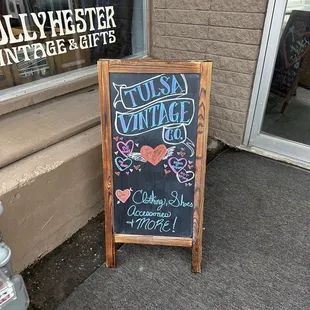 OLLYHESTER
VINTAGE & GIFTS
TULSA
VINTAGE
CO.
Clothing, Shoes
Accessories
+ MORE!